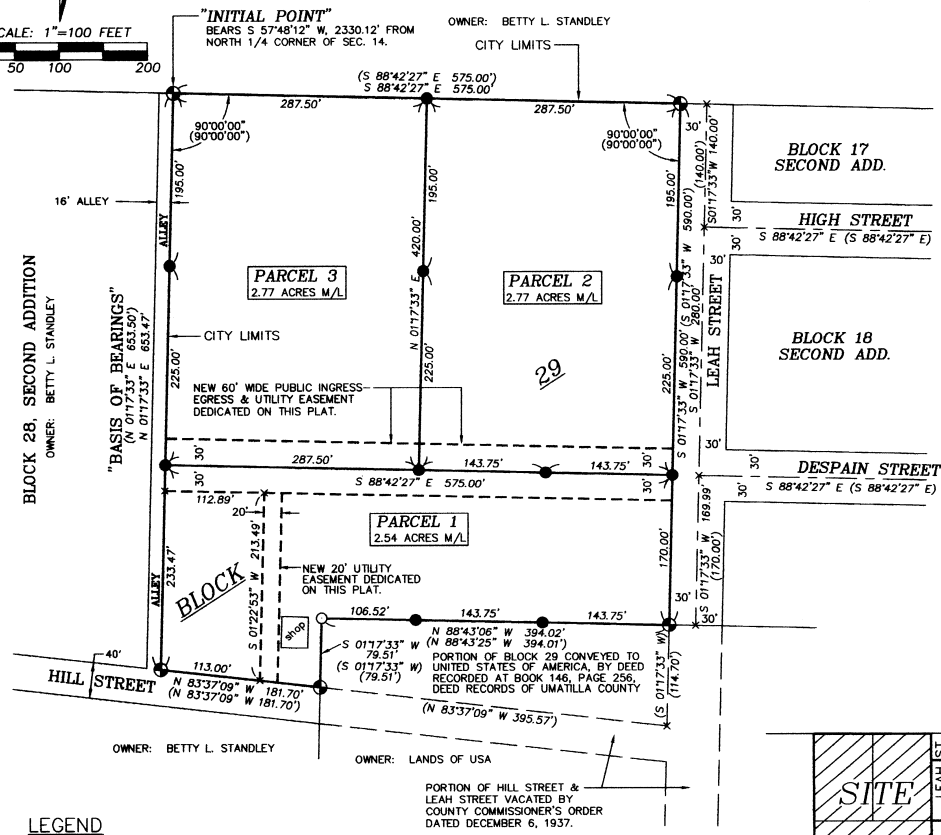 "INITIAL POINT"
BEARS S 57°48'12" W, 2330.12' FROM
NORTH 1/4 CORNER OF SEC. 14.
OWNER: BETTY L. STANDLEY
CITY LIMITS
SCALE: 1"=100 FEET
50 100 200
(S 88°42'27" E 575.00')
S 88°42'27" E 575.00'
287.50'
287.50'
90°00'00"
(90°00'00")
90°00'00"
(90°00'00")
30'
S01°17'33"W 140.00'
(140.00')
BLOCK 17
SECOND ADD.
16' ALLEY
ALLEY
195.00'
195.00'
195.00'
30'
HIGH STREET
S 88°42'27" E (S 88°42'27" E)
30'
30'
PARCEL 3
2.77 ACRES M/L
PARCEL 2
2.77 ACRES M/L
N 01°17'33" E 420.00'
S 01°17'33" W 590.00' (S 01°17'33" W 590.00')
S 01°17'33" W 280.00'
LEAH STREET
BLOCK 18
SECOND ADD.
BLOCK 28, SECOND ADDITION
OWNER: BETTY L. STANDLEY
"BASIS OF BEARINGS"
(N 01°17'33" E 653.50')
N 01°17'33" E 653.47'
CITY LIMITS
225.00'
225.00'
225.00'
29
NEW 60' WIDE PUBLIC INGRESS-
EGRESS & UTILITY EASEMENT
DEDICATED ON THIS PLAT.
30'
30'
287.50'
143.75'
143.75'
30'
30'
DESPAIN STREET
30'
S 88°42'27" E 575.00'
30'
30'
30'
S 88°42'27" E (S 88°42'27" E)
112.89'
20'
PARCEL 1
2.54 ACRES M/L
S 01°17'33" W 169.99'
(170.00')
170.00'
233.47'
ALLEY
BLOCK
S 01°22'53" W 213.49'
NEW 20' UTILITY
EASEMENT DEDICATED
ON THIS PLAT.
shop
106.52'
143.75'
143.75'
30'
30'
N 88°43'06" W 394.02'
(N 88°43'25" W 394.01')
S 01°17'33" W
79.51'
(S 01°17'33" W)
(79.51')
PORTION OF BLOCK 29 CONVEYED TO
UNITED STATES OF AMERICA, BY DEED
RECORDED AT BOOK 146, PAGE 256,
DEED RECORDS OF UMATILLA COUNTY
(S 01°17'33" W)
(114.70')
40'
HILL STREET
113.00'
N 83°37'09" W 181.70'
(N 83°37'09" W 181.70')
(N 83°37'09" W 395.57')
OWNER: BETTY L. STANDLEY
OWNER: LANDS OF USA
PORTION OF HILL STREET &
LEAH STREET VACATED BY
COUNTY COMMISSIONER'S ORDER
DATED DECEMBER 6, 1937.
SITE
LEAH ST
LEGEND